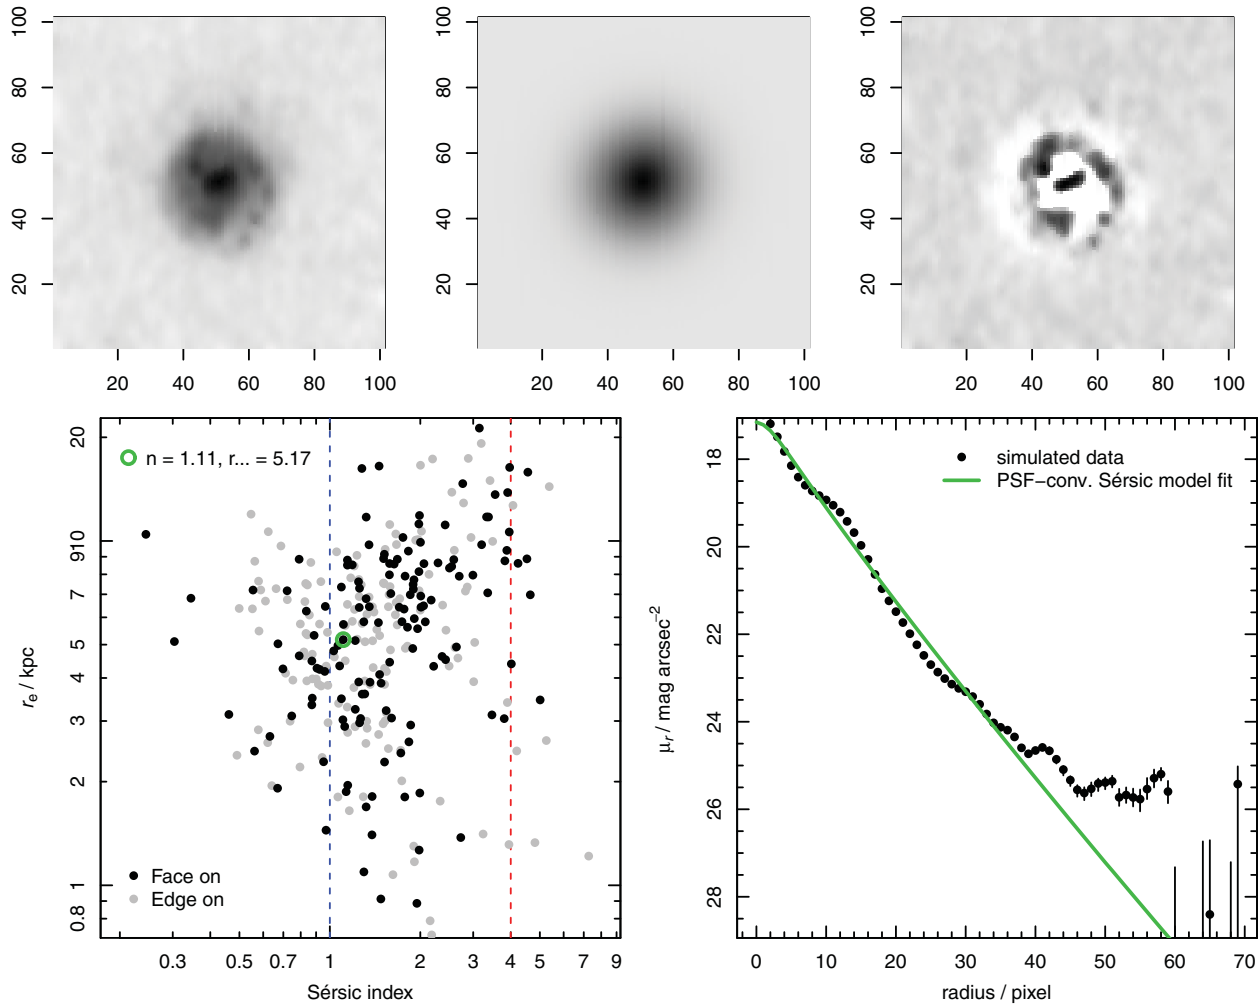 100
80
60
40
20
20 40 60 80 100
100
80
60
40
20
20 40 60 80 100
100
80
60
40
20
20 40 60 80 100
n = 1.11, r... = 5.17
Face on
Edge on
20
910
7
5
4
3
2
1
0.8
re / kpc
0.3 0.5 0.7 1 2 3 4 5 7 9
Sérsic index
simulated data
PSF−conv. Sérsic model fit
18
20
22
24
26
28
μr / mag arcsec−2
0 10 20 30 40 50 60 70
radius / pixel